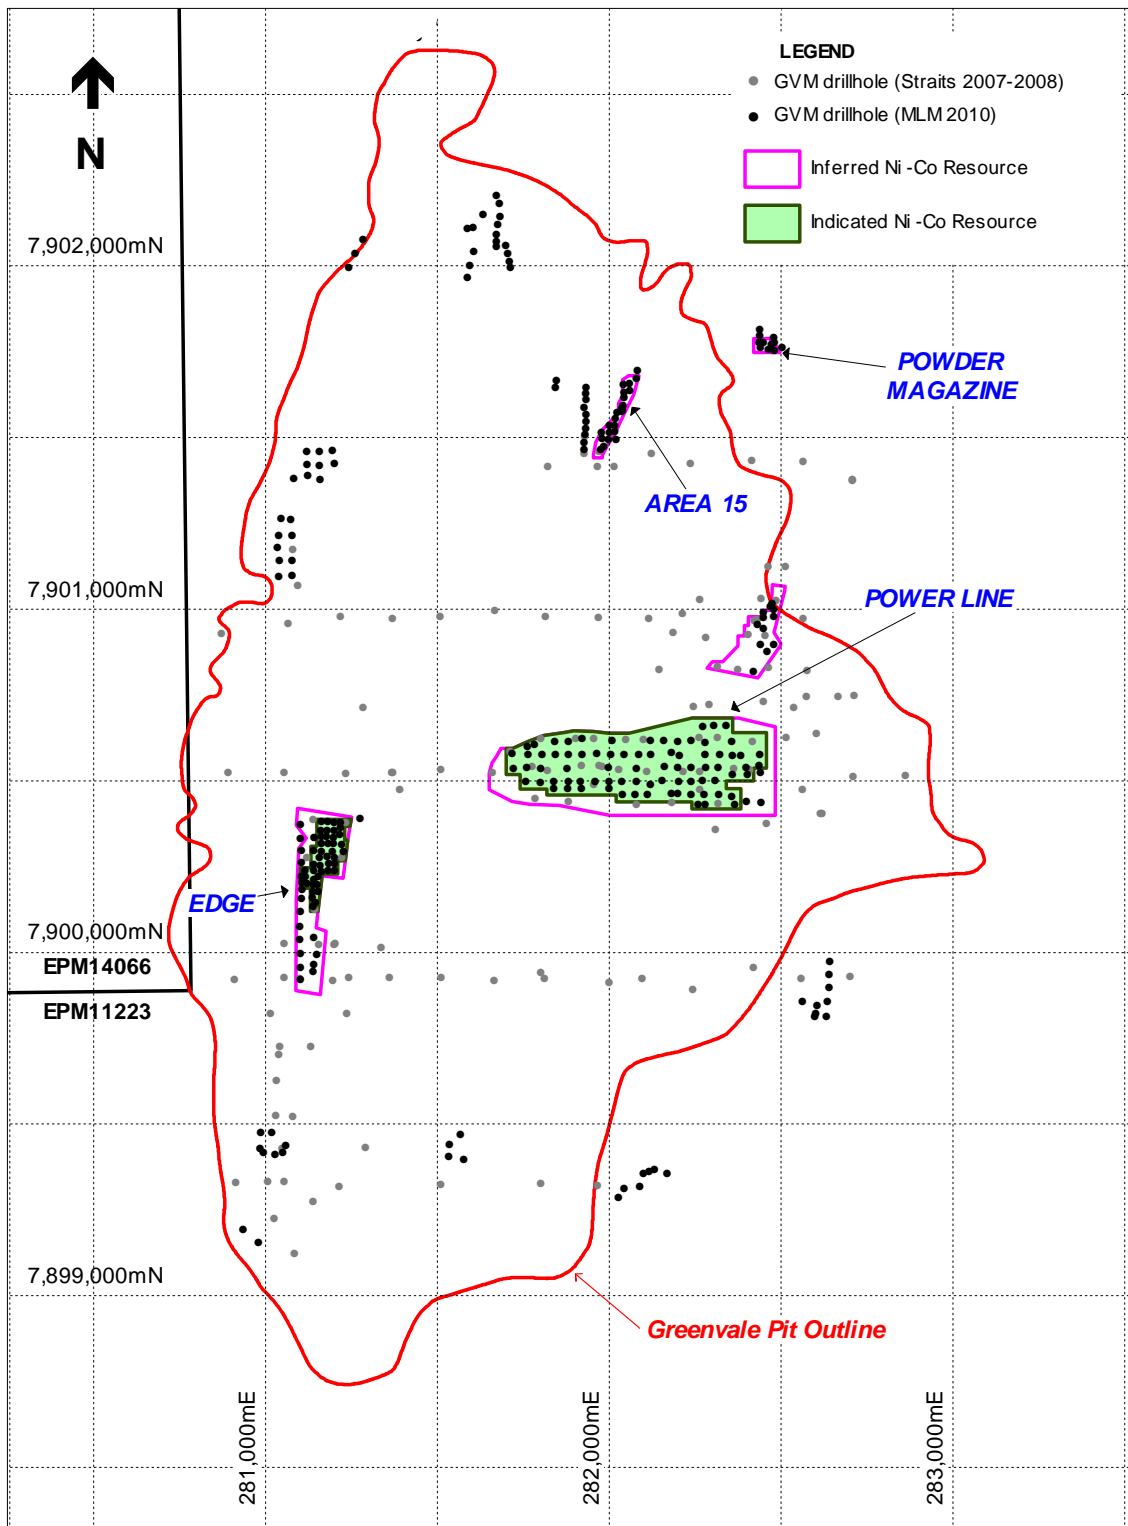 LEGEND
GVM drillhole (Straits 2007-2008)
GVM drillhole (MLM 2010)
Inferred Ni-Co Resource
Indicated Ni-Co Resource
N
7,902,000mN
POWDER
MAGAZINE
AREA 15
7,901,000mN
POWER LINE
EDGE
7,900,000mN
EPM14066
EPM11223
7,899,000mN
Greenvale Pit Outline
281,000mE
282,000mE
283,000mE